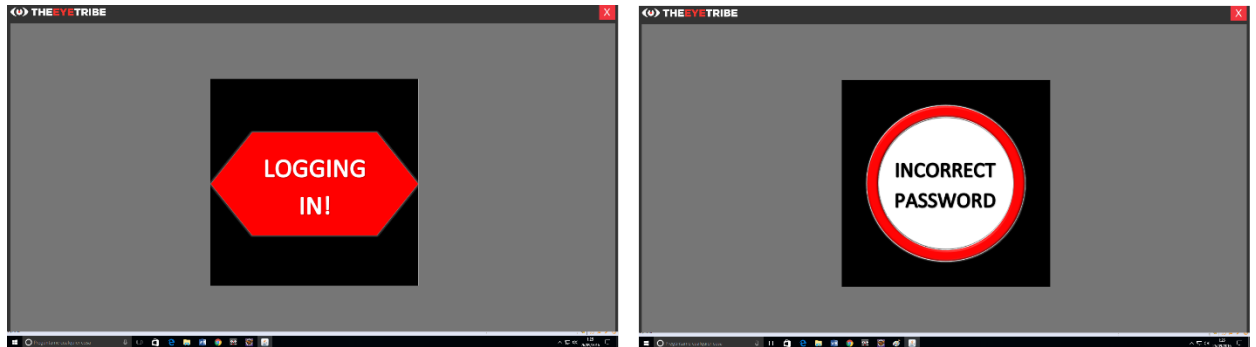 THEEYETRIBE
X
LOGGING
IN!
THEEYETRIBE
X
INCORRECT
PASSWORD